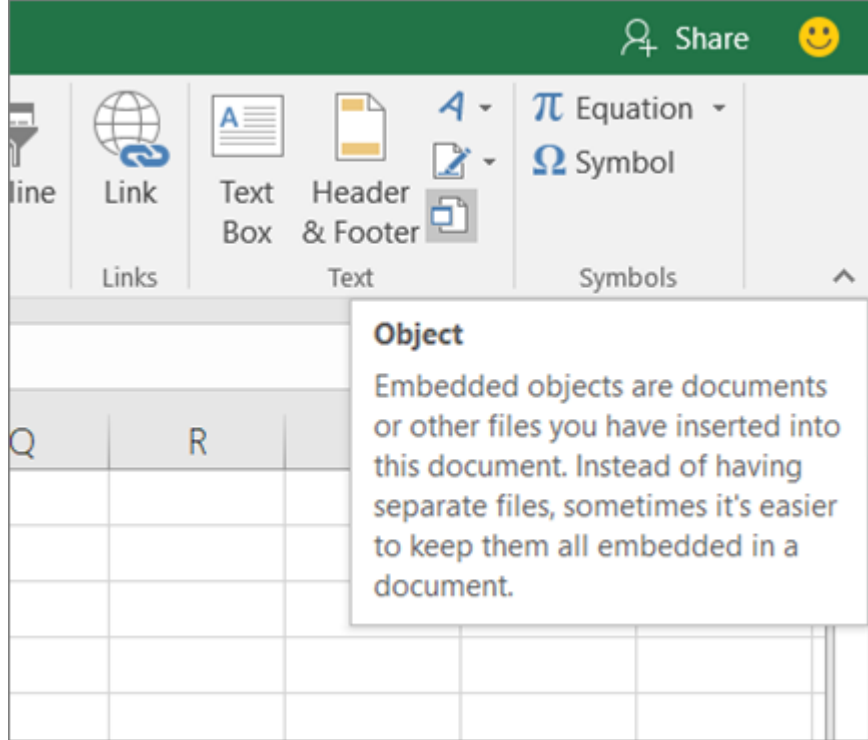 Share
π Equation
Ω Symbol
line
Link
Text
Box
Header
& Footer
Links
Text
Symbols
Object
Embedded objects are documents
or other files you have inserted into
this document. Instead of having
separate files, sometimes it's easier
to keep them all embedded in a
document.
Q
R